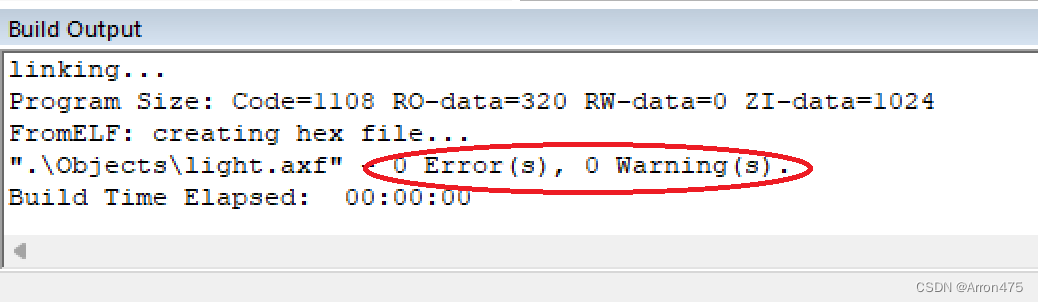 Build Output
linking...
Program Size: Code=1108 RO-data=320 RW-data=0 ZI-data=1024
FromELF: creating hex file...
".\Objects\light.axf" - 0 Error(s), 0 Warning(s).
Build Time Elapsed:  00:00:00
CSDN @Arron475